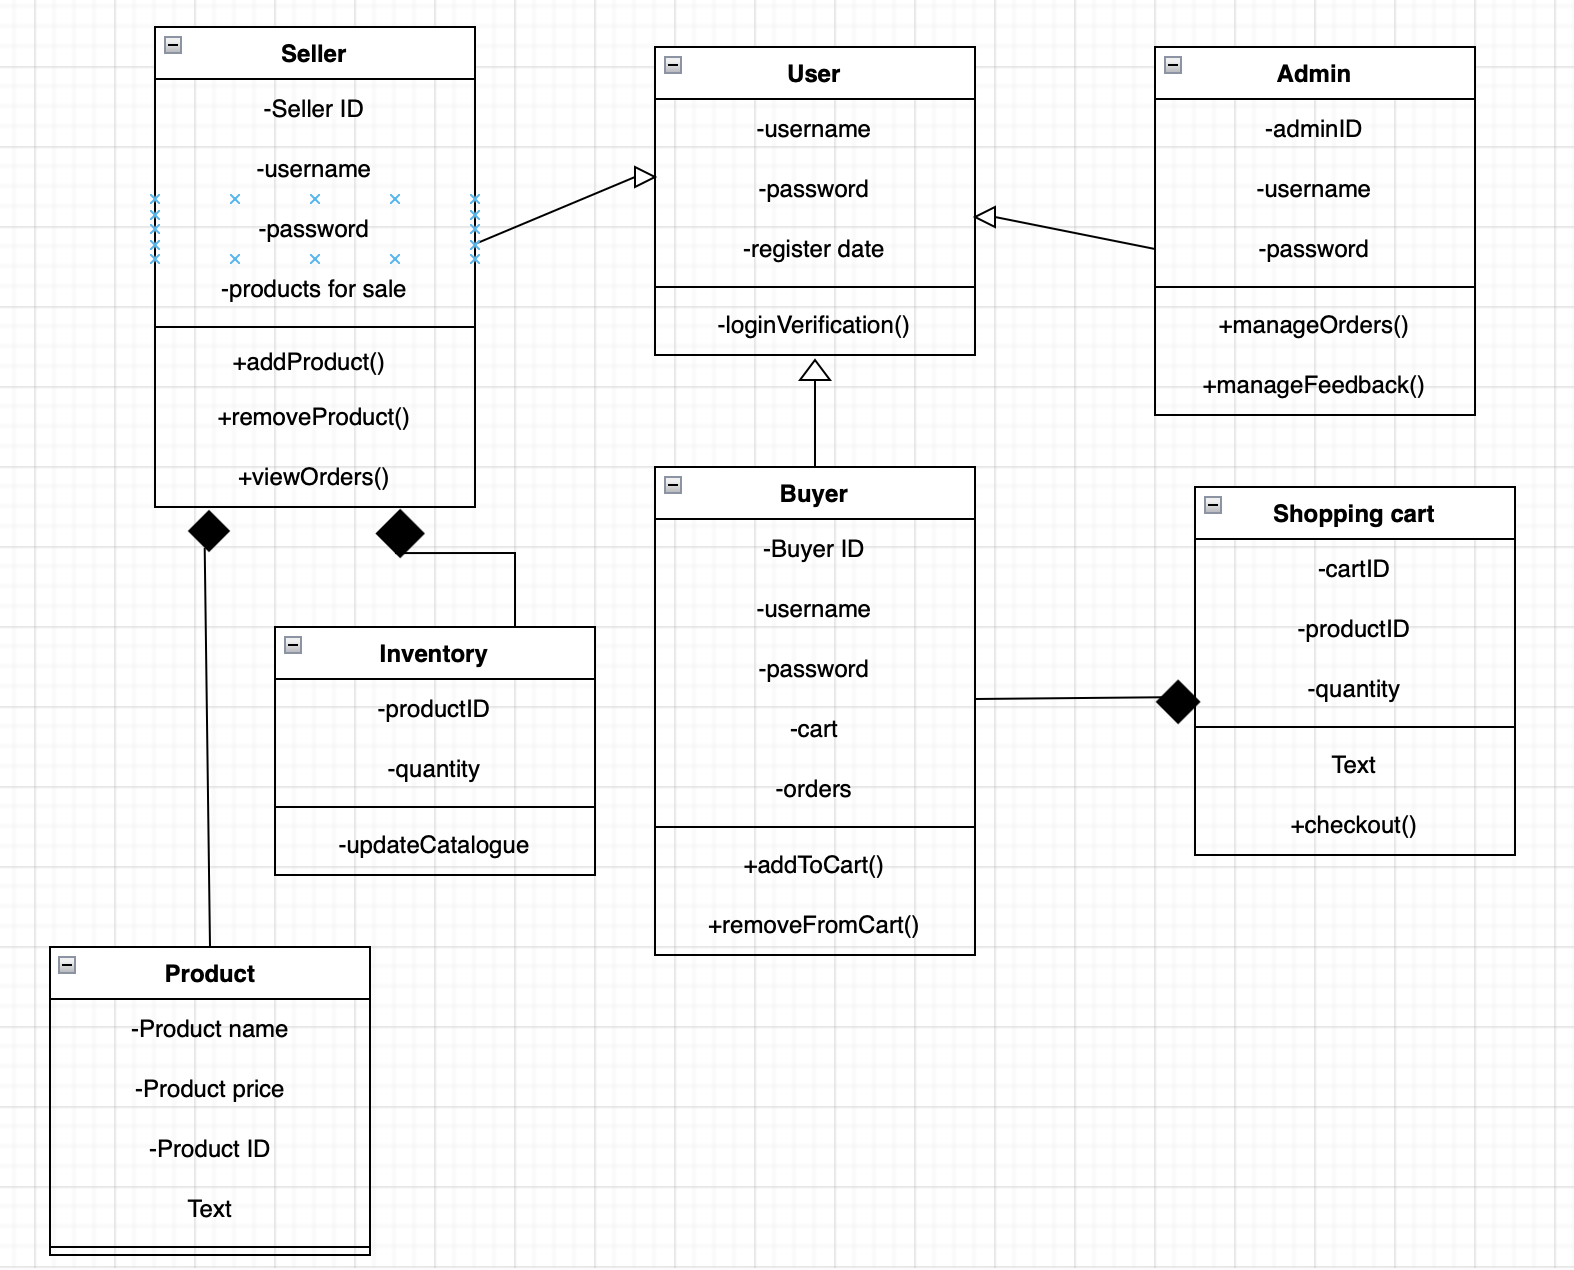 Seller
-Seller ID
-username
-password
-products for sale
+addProduct()
+removeProduct()
+viewOrders()
User
-username
-password
-register date
-loginVerification()
Admin
-adminID
-username
-password
+manageOrders()
+manageFeedback()
Inventory
-productID
-quantity
-updateCatalogue
Buyer
-Buyer ID
-username
-password
-cart
-orders
+addToCart()
+removeFromCart()
Shopping cart
-cartID
-productID
-quantity
Text
+checkout()
Product
-Product name
-Product price
-Product ID
Text